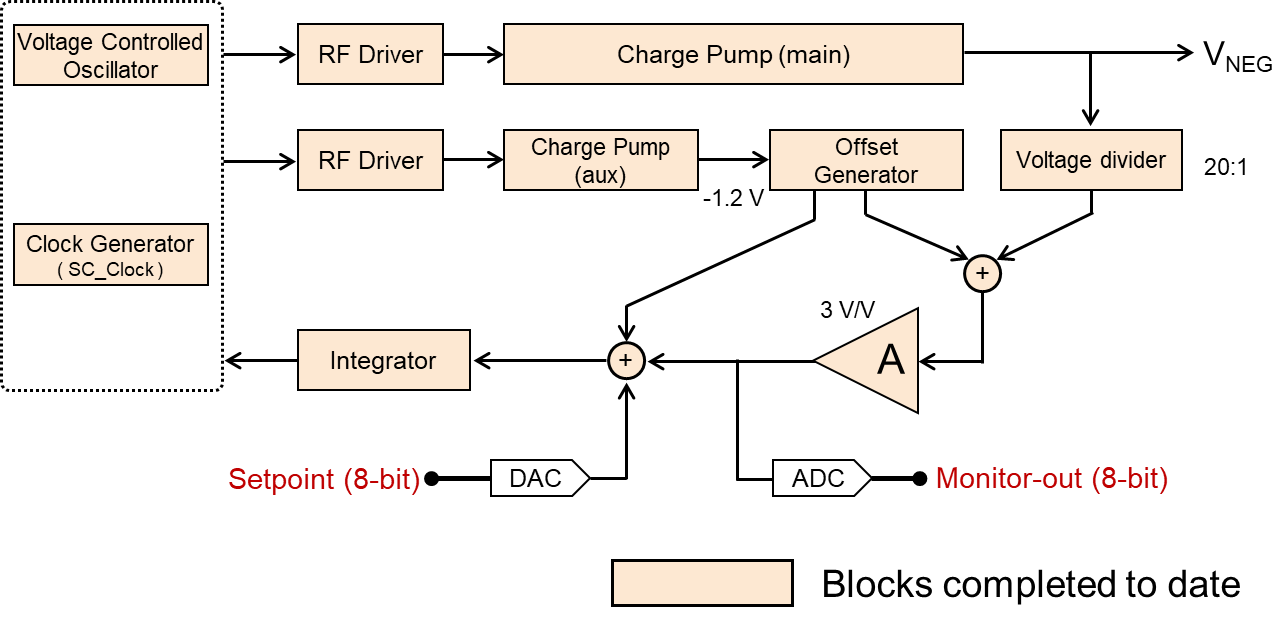 Voltage Controlled
Oscillator
RF Driver
Charge Pump (main)
VNEG
RF Driver
Charge Pump
(aux)
-1.2 V
Offset
Generator
Voltage divider
20:1
Clock Generator
( SC_Clock )
+
3 V/V
Integrator
+
A
Setpoint (8-bit)
DAC
ADC
Monitor-out (8-bit)
Blocks completed to date